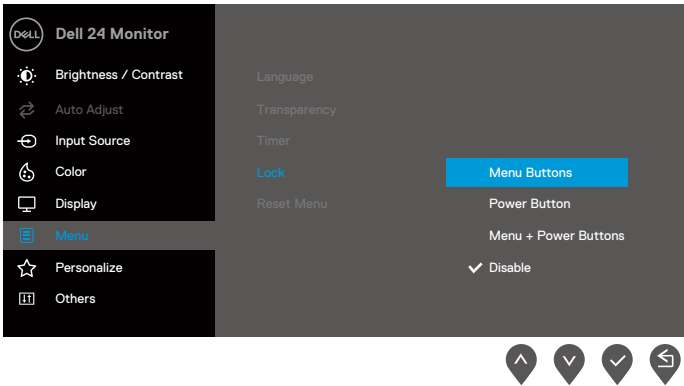 DELL
Dell 24 Monitor
Brightness / Contrast
Auto Adjust
Input Source
Color
Display
Menu
Personalize
Others
Language
Transparency
Timer
Lock
Reset Menu
Menu Buttons
Power Button
Menu + Power Buttons
Disable